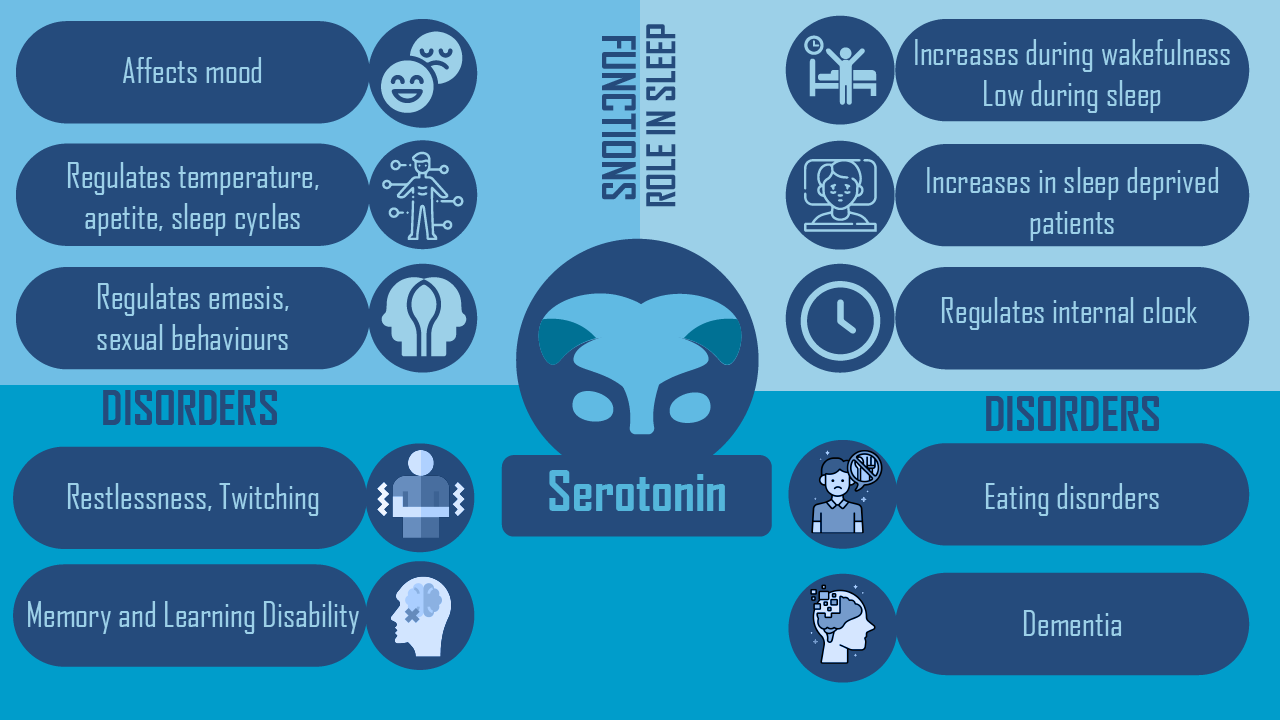 FUNCTIONS
Affects mood
Regulates temperature,
apetite, sleep cycles
Regulates emesis,
sexual behaviours
ROLE IN SLEEP
Increases during wakefulness
Low during sleep
Increases in sleep deprived
patients
Regulates internal clock
Serotonin
DISORDERS
Restlessness, Twitching
Memory and Learning Disability
DISORDERS
Eating disorders
Dementia